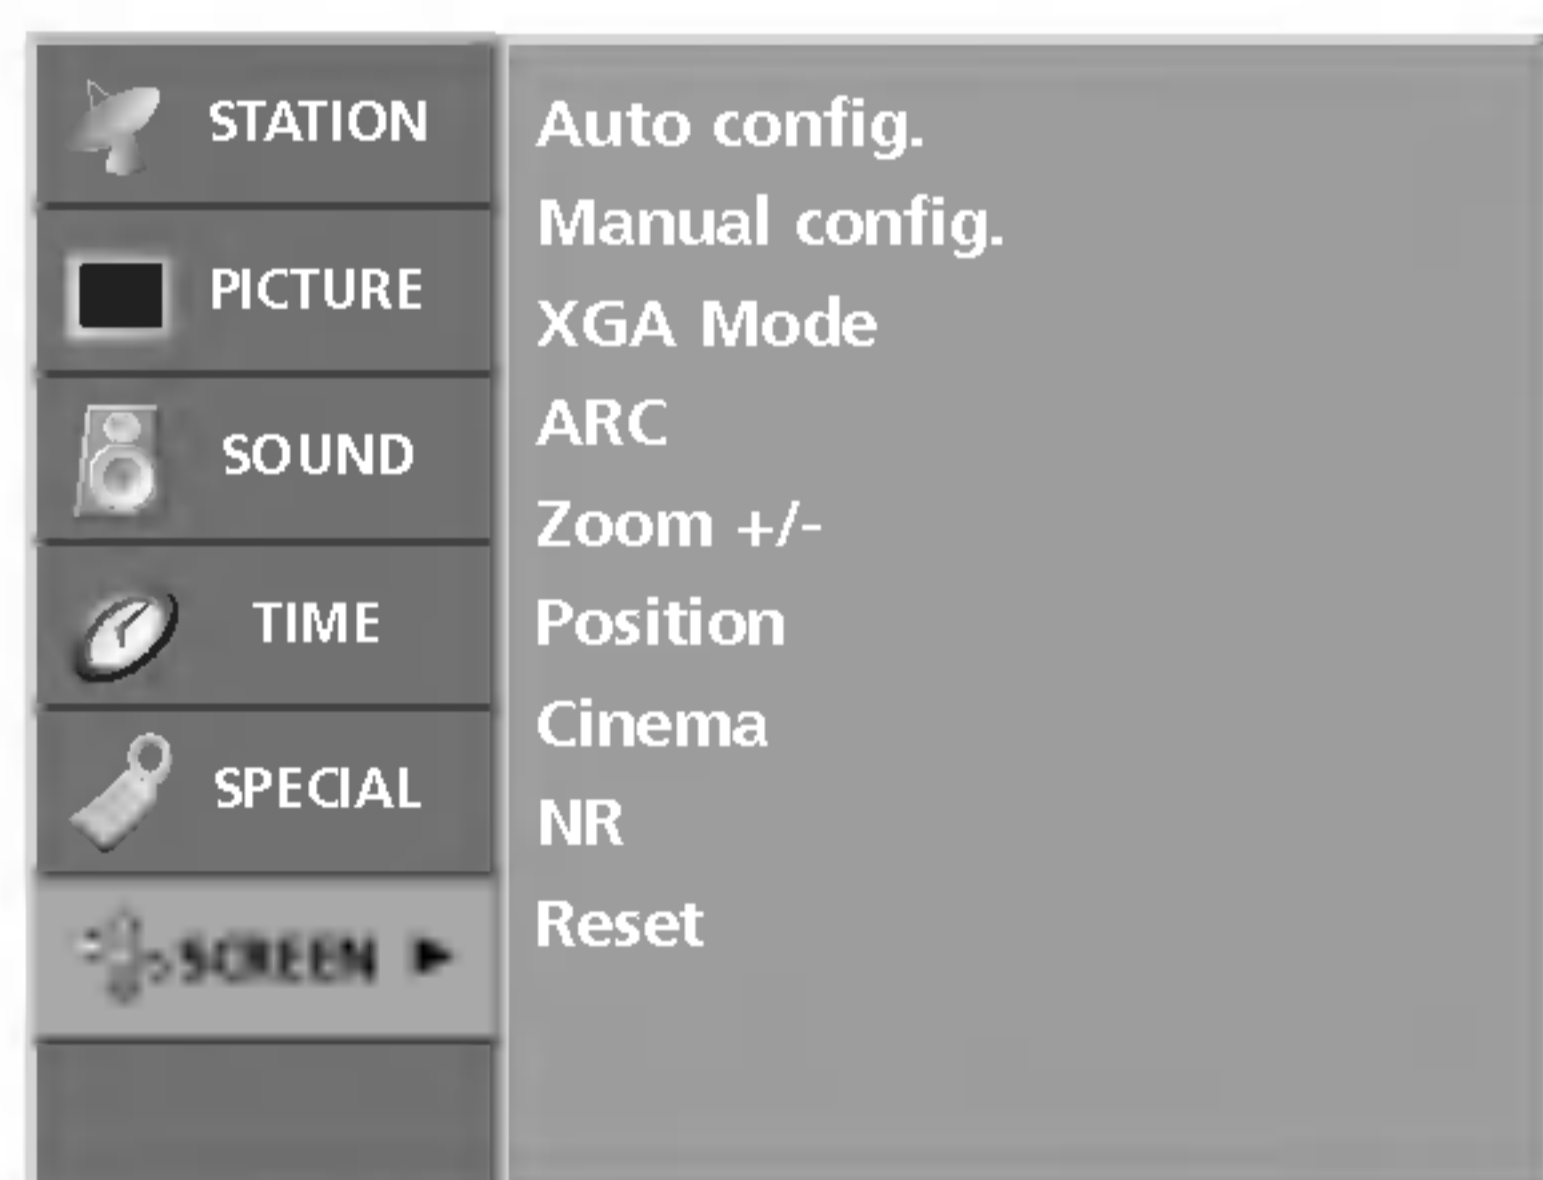 STATION
PICTURE
SOUND
TIME
SPECIAL
SCREEN ►
Auto config.
Manual config.
XGA Mode
ARC
Zoom +/-
Position
Cinema
NR
Reset